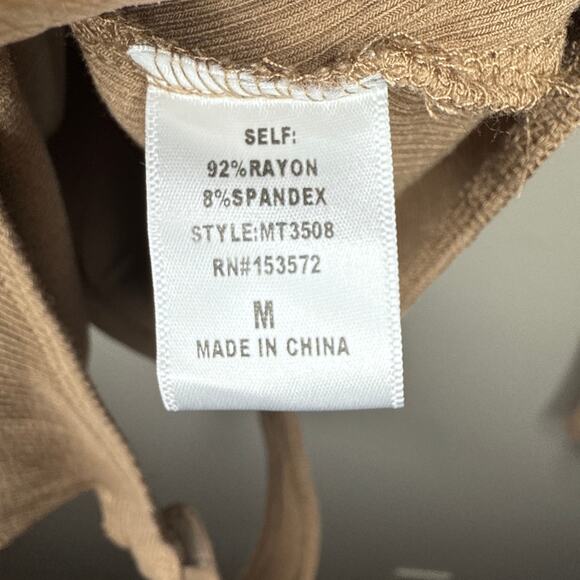 SELF:
92%RAYON
8%SPANDEX
STYLE:MT3508
RN#153572
M
MADE IN CHINA